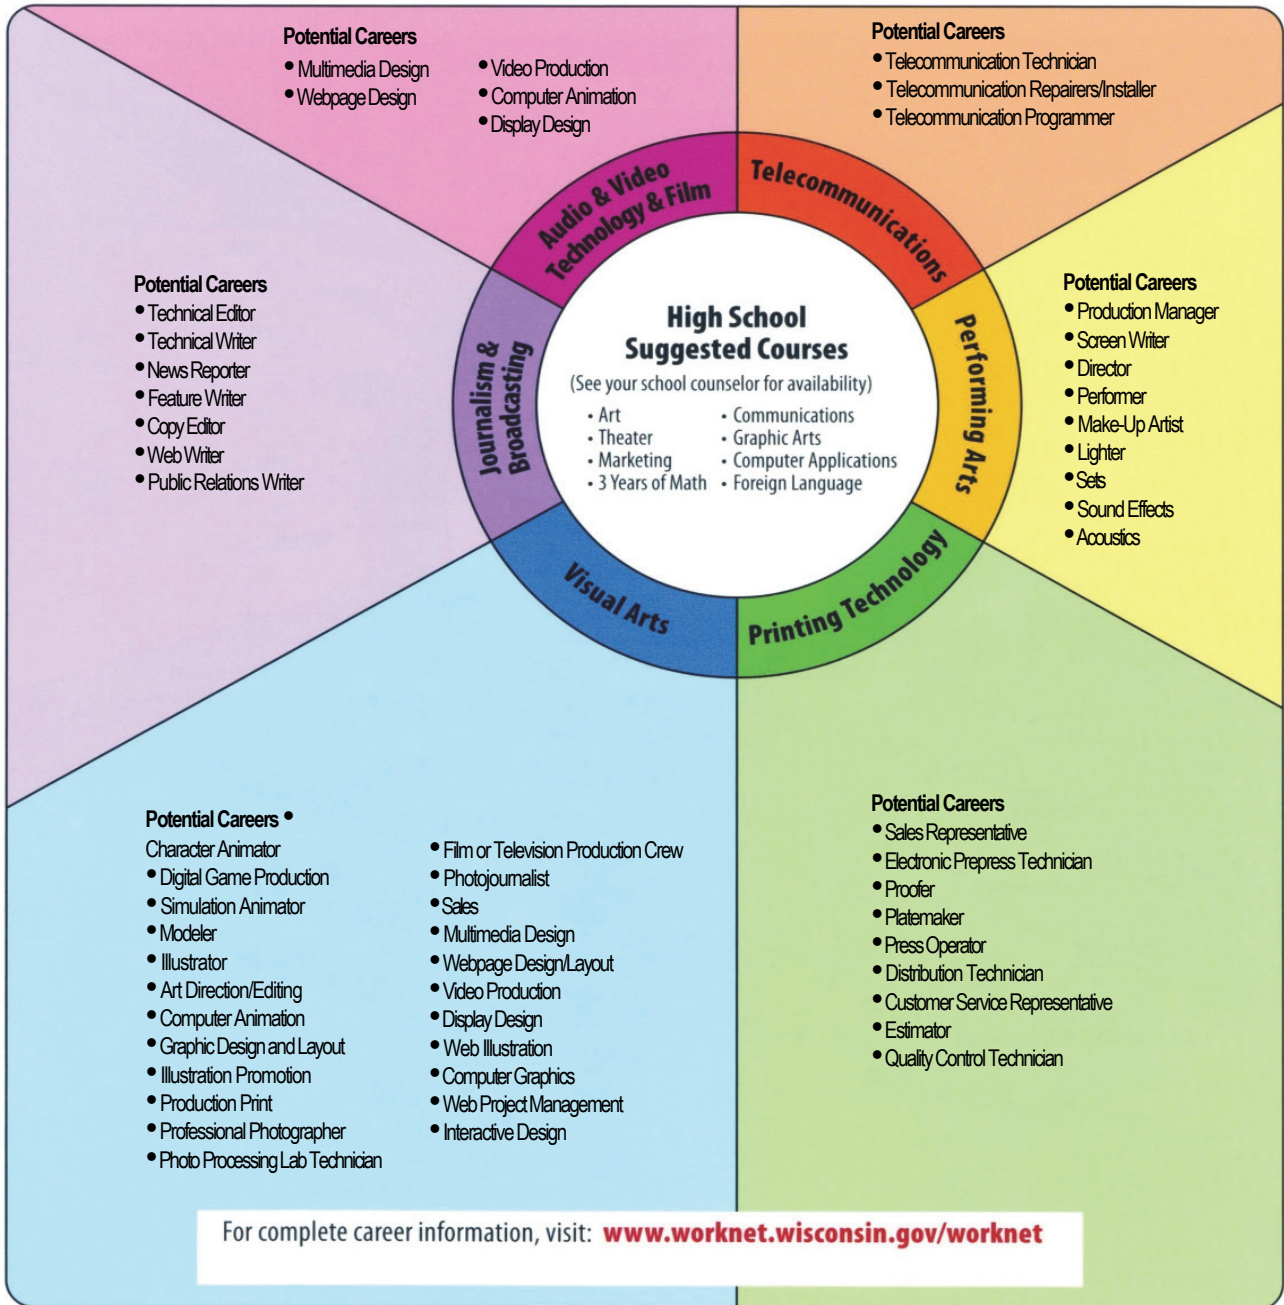 Potential Careers
• Multimedia Design
• Webpage Design
• Video Production
• Computer Animation
• Display Design
Potential Careers
• Telecommunication Technician
• Telecommunication Repairers/Installer
• Telecommunication Programmer
Audio & Video
Technology & Film
Telecommunications
Potential Careers
• Technical Editor
• Technical Writer
• News Reporter
• Feature Writer
• Copy Editor
• Web Writer
• Public Relations Writer
Journalism &
Broadcasting
High School
Suggested Courses
(See your school counselor for availability)
• Art
• Theater
• Marketing
• 3 Years of Math
• Communications
• Graphic Arts
• Computer Applications
• Foreign Language
Performing Arts
Potential Careers
• Production Manager
• Screen Writer
• Director
• Performer
• Make-Up Artist
• Lighter
• Sets
• Sound Effects
• Acoustics
Visual Arts
Printing Technology
Potential Careers •
Character Animator
• Digital Game Production
• Simulation Animator
• Modeler
• Illustrator
• Art Direction/Editing
• Computer Animation
• Graphic Design and Layout
• Illustration Promotion
• Production Print
• Professional Photographer
• Photo Processing Lab Technician
• Film or Television Production Crew
• Photojournalist
• Sales
• Multimedia Design
• Webpage Design/Layout
• Video Production
• Display Design
• Web Illustration
• Computer Graphics
• Web Project Management
• Interactive Design
Potential Careers
• Sales Representative
• Electronic Prepress Technician
• Proofer
• Platemaker
• Press Operator
• Distribution Technician
• Customer Service Representative
• Estimator
• Quality Control Technician
For complete career information, visit: www.worknet.wisconsin.gov/worknet